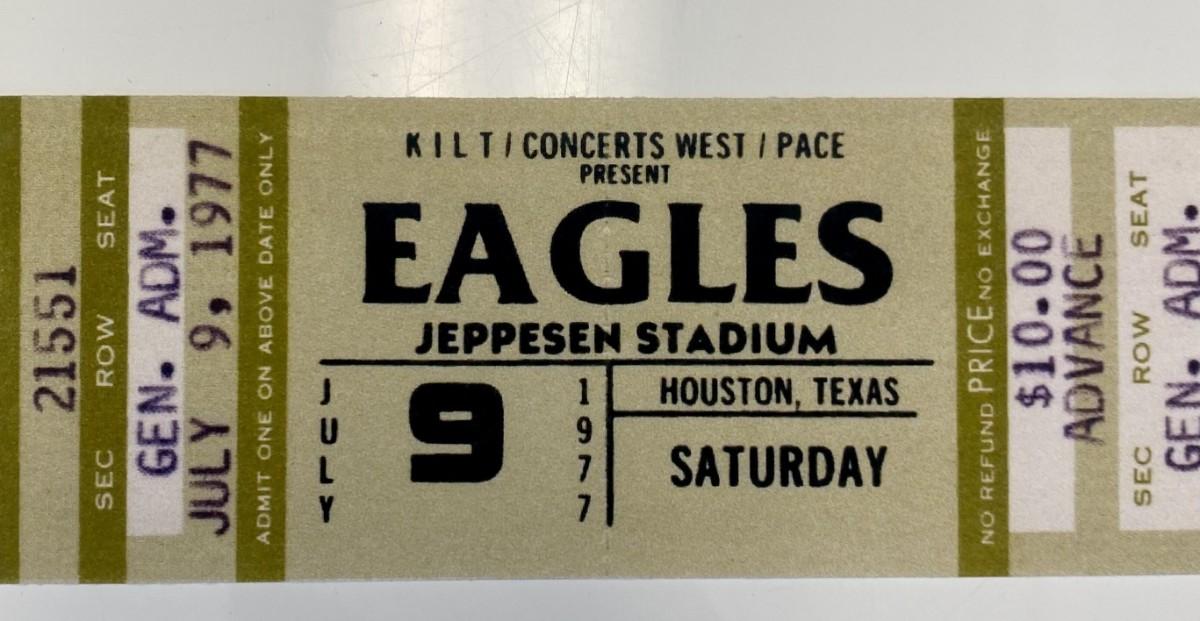 21551
SEC ROW SEAT
GEN. ADM.
JULY 9, 1977
ADMIT ONE ON ABOVE DATE ONLY
KILT / CONCERTS WEST / PACE
PRESENT
EAGLES
JEPPESEN STADIUM
JULY 9 1977
HOUSTON, TEXAS
SATURDAY
NO REFUND PRICE NO EXCHANGE
$10.00
ADVANCE
SEC ROW SEAT
GEN. ADM.